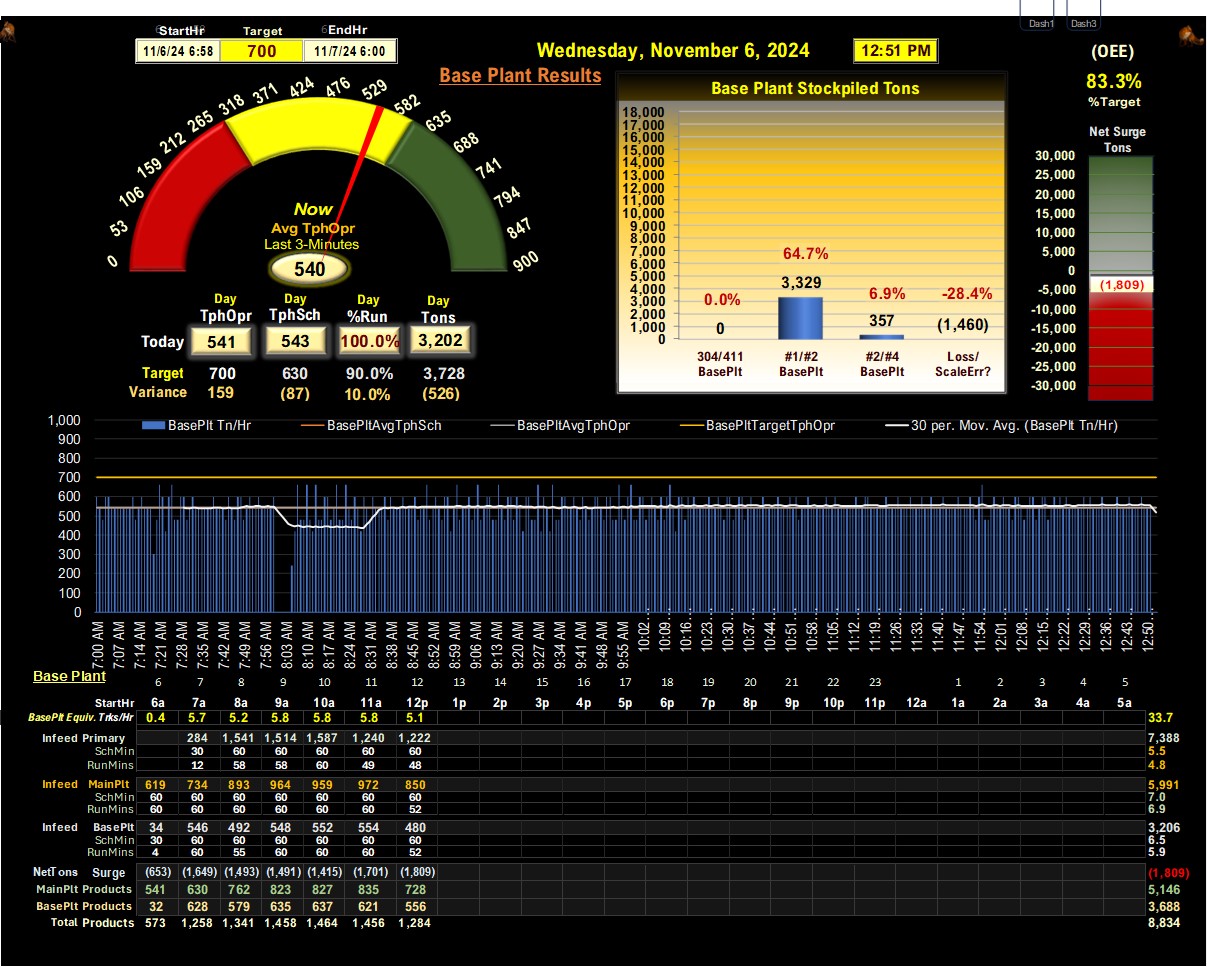 Dash1 Dash3
StartHr Target EndHr
11/6/24 6:58 700 11/7/24 6:00
Wednesday, November 6, 2024 12:51 PM
(OEE)
83.3%
%Target
Base Plant Results
Base Plant Stockpiled Tons
0 53 106 159 212 265 318 371 424 476 529 582 635 688 741 794 847 900
Now
Avg TphOpr
Last 3-Minutes
540
18,000
17,000
16,000
15,000
14,000
13,000
12,000
11,000
10,000
9,000
8,000
7,000
6,000
5,000
4,000
3,000
2,000
1,000
0
64.7%
0.0% 3,329 6.9% -28.4%
0 357 (1,460)
304/411 #1/#2 #2/#4 Loss/
BasePlt BasePlt BasePlt ScaleErr?
Net Surge
Tons
30,000
25,000
20,000
15,000
10,000
5,000
0
-5,000
-10,000
-15,000
-20,000
-25,000
-30,000
(1,809)
Day Day Day Day
TphOpr TphSch %Run Tons
Today 541 543 100.0% 3,202
Target 700 630 90.0% 3,728
Variance 159 (87) 10.0% (526)
BasePlt Tn/Hr BasePltAvgTphSch BasePltAvgTphOpr BasePltTargetTphOpr 30 per. Mov. Avg. (BasePlt Tn/Hr)
1,000
900
800
700
600
500
400
300
200
100
0
7:00 AM 7:07 AM 7:14 AM 7:21 AM 7:28 AM 7:35 AM 7:42 AM 7:49 AM 7:56 AM 8:03 AM 8:10 AM 8:17 AM 8:24 AM 8:31 AM 8:38 AM 8:45 AM 8:52 AM 8:59 AM 9:06 AM 9:13 AM 9:20 AM 9:27 AM 9:34 AM 9:41 AM 9:48 AM 9:55 AM 10:02... 10:09... 10:16... 10:23... 10:30... 10:37... 10:44... 10:51... 10:58... 11:05... 11:12... 11:19... 11:26... 11:33... 11:40... 11:47... 11:54... 12:01... 12:08... 12:15... 12:22... 12:29... 12:36... 12:43... 12:50...
Base Plant
6 7 8 9 10 11 12 13 14 15 16 17 18 19 20 21 22 23 1 2 3 4 5
StartHr 6a 7a 8a 9a 10a 11a 12p 1p 2p 3p 4p 5p 6p 7p 8p 9p 10p 11p 12a 1a 2a 3a 4a 5a
BasePlt Equiv. Trks/Hr 0.4 5.7 5.2 5.8 5.8 5.8 5.1 33.7
Infeed Primary 284 1,541 1,514 1,587 1,240 1,222 7,388
SchMin 30 60 60 60 60 60 5.5
RunMins 12 58 58 60 49 48 4.8
Infeed MainPlt 619 734 893 964 959 972 850 5,991
SchMin 60 60 60 60 60 60 60 7.0
RunMins 60 60 60 60 60 60 52 6.9
Infeed BasePlt 34 546 492 548 552 554 480 3,206
SchMin 30 60 60 60 60 60 60 6.5
RunMins 4 60 55 60 60 60 52 5.9
NetTons Surge (653) (1,649) (1,493) (1,491) (1,415) (1,701) (1,809) (1,809)
MainPlt Products 541 630 762 823 827 835 728 5,146
BasePlt Products 32 628 579 635 637 621 556 3,688
Total Products 573 1,258 1,341 1,458 1,464 1,456 1,284 8,834